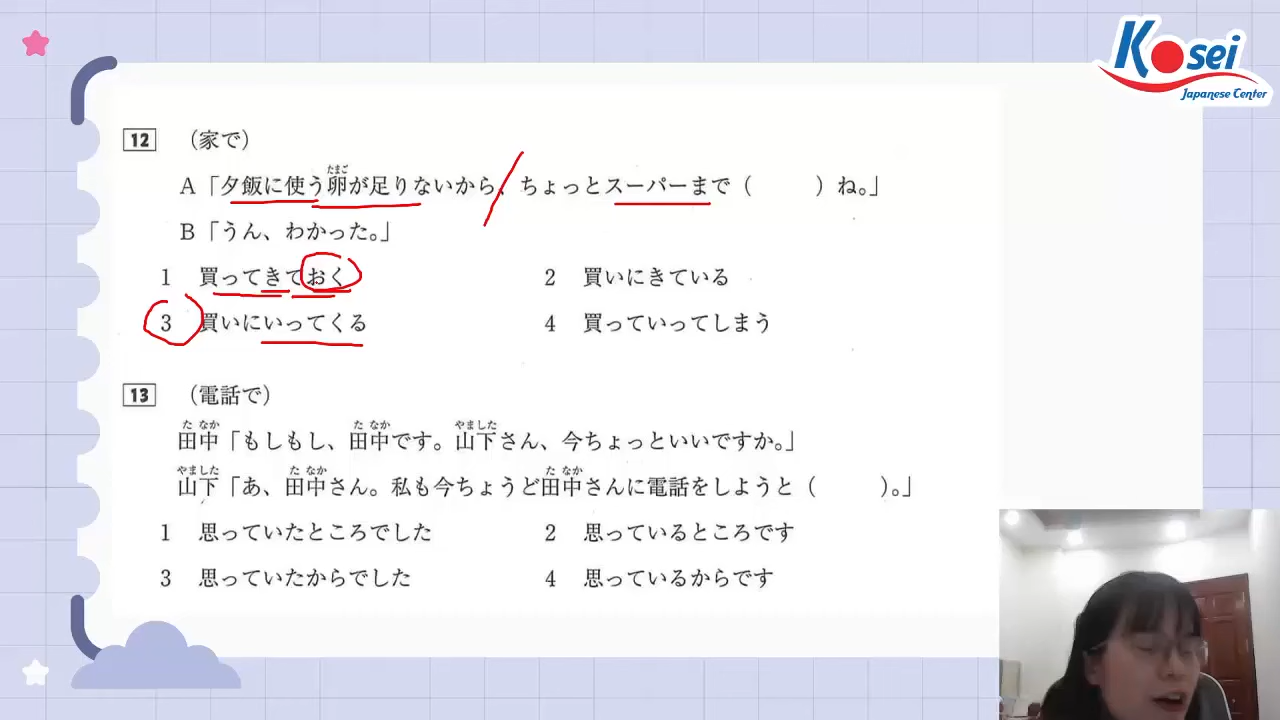 Kosei
Japanese Center
12 （家で）
たまご
A「夕飯に使う卵が足りないから、ちょっとスーパーまで（　　）ね。」
B「うん、わかった。」
1 買ってきておく 2 買いにきている
3 買いにいってくる 4 買っていってしまう
13 （電話で）
た なか た なか やました
田中「もしもし、田中です。山下さん、今ちょっといいですか。」
やました た なか た なか
山下「あ、田中さん。私も今ちょうど田中さんに電話をしようと（　　）。」
1 思っていたところでした 2 思っているところです
3 思っていたからでした 4 思っているからです